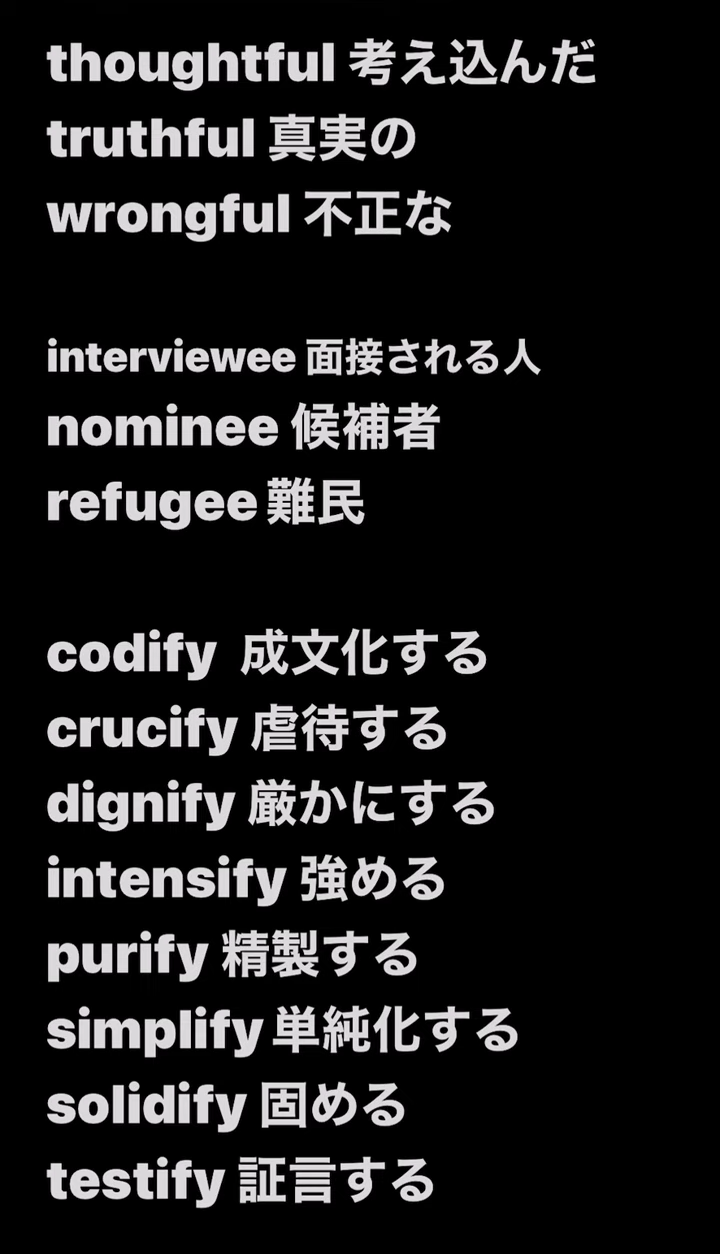 thoughtful 考え込んだ
truthful 真実の
wrongful 不正な
interviewee 面接される人
nominee 候補者
refugee 難民
codify 成文化する
crucify 虐待する
dignify 厳かにする
intensify 強める
purify 精製する
simplify 単純化する
solidify 固める
testify 証言する